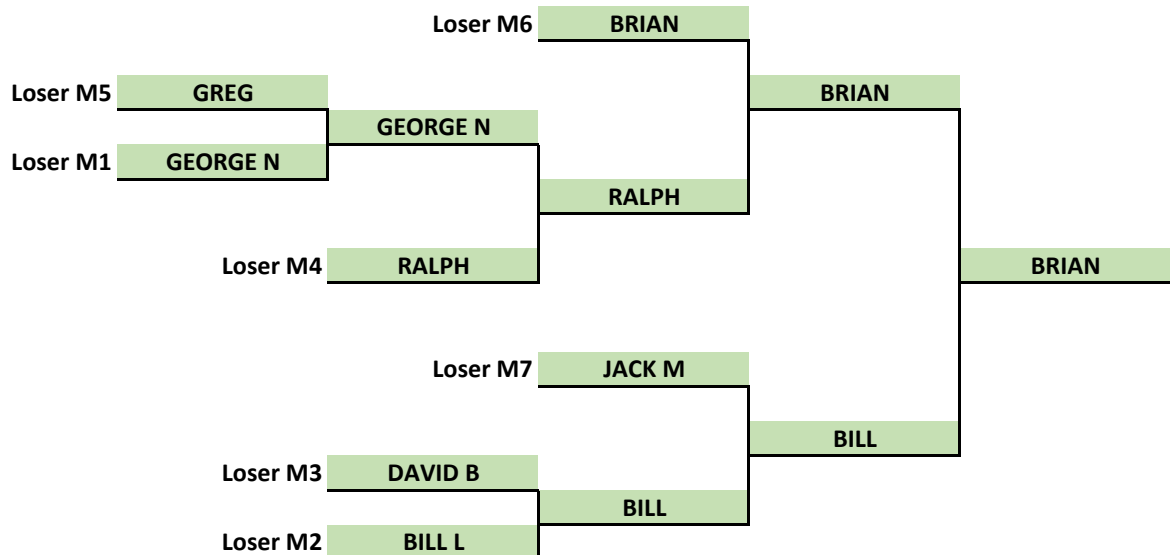 Loser M6 BRIAN
Loser M5 GREG BRIAN
GEORGE N
Loser M1 GEORGE N
RALPH
Loser M4 RALPH BRIAN
Loser M7 JACK M
BILL
Loser M3 DAVID B
BILL
Loser M2 BILL L